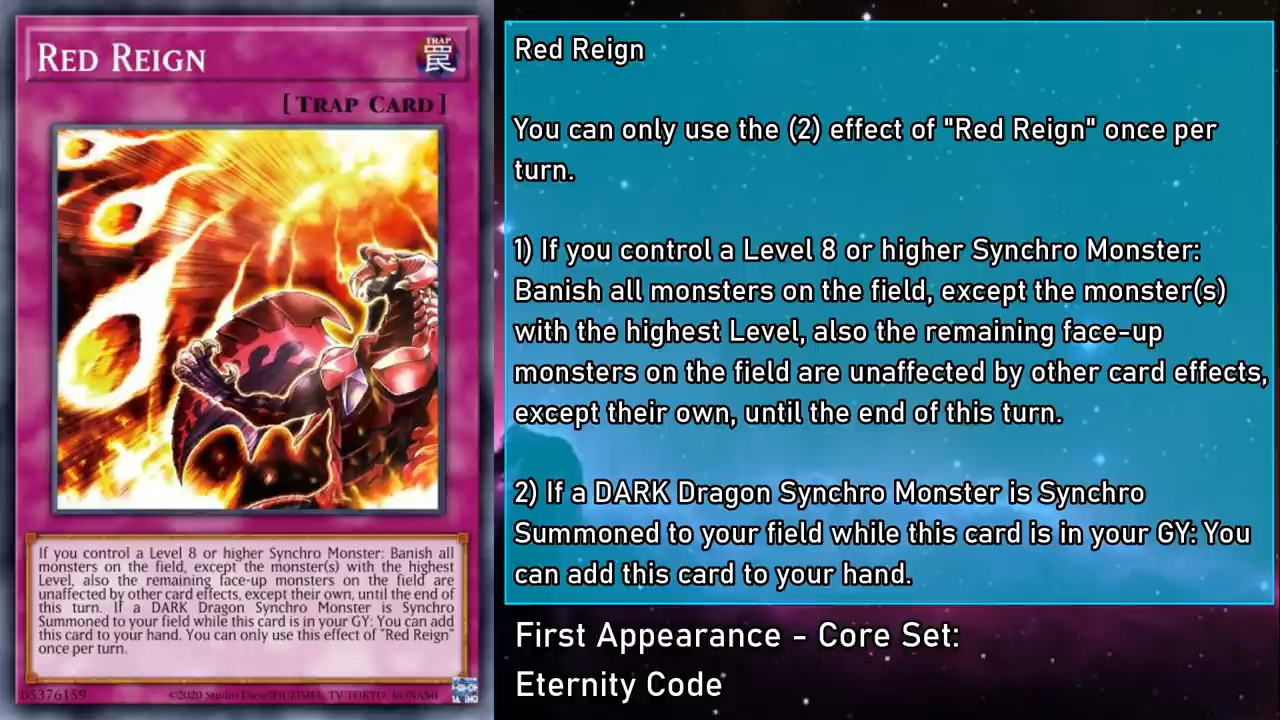 RED REIGN
TRAP
罠
[TRAP CARD]
If you control a Level 8 or higher Synchro Monster: Banish all
monsters on the field, except the monster(s) with the highest
Level, also the remaining face-up monsters on the field are
unaffected by other card effects, except their own, until the end of
this turn. If a DARK Dragon Synchro Monster is Synchro
Summoned to your field while this card is in your GY: You can add
this card to your hand. You can only use this effect of "Red Reign"
once per turn.
05376159
©2020 Studio Dice/SHUEISHA, TV TOKYO, KONAMI
Red Reign
You can only use the (2) effect of "Red Reign" once per
turn.
1) If you control a Level 8 or higher Synchro Monster:
Banish all monsters on the field, except the monster(s)
with the highest Level, also the remaining face-up
monsters on the field are unaffected by other card effects,
except their own, until the end of this turn.
2) If a DARK Dragon Synchro Monster is Synchro
Summoned to your field while this card is in your GY: You
can add this card to your hand.
First Appearance - Core Set:
Eternity Code